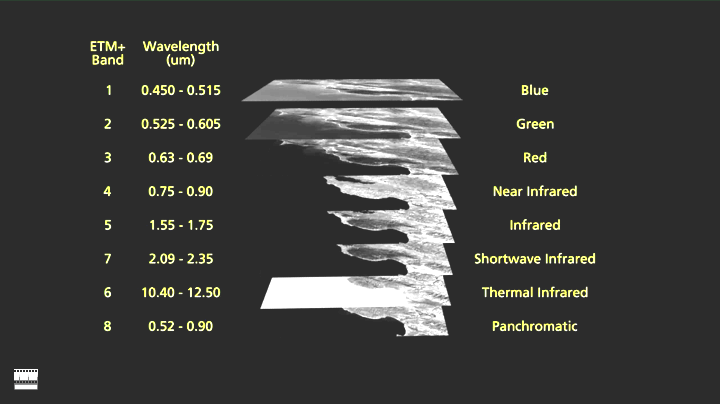 ETM+ Band Wavelength (um)
1 0.450 - 0.515 Blue
2 0.525 - 0.605 Green
3 0.63 - 0.69 Red
4 0.75 - 0.90 Near Infrared
5 1.55 - 1.75 Infrared
7 2.09 - 2.35 Shortwave Infrared
6 10.40 - 12.50 Thermal Infrared
8 0.52 - 0.90 Panchromatic